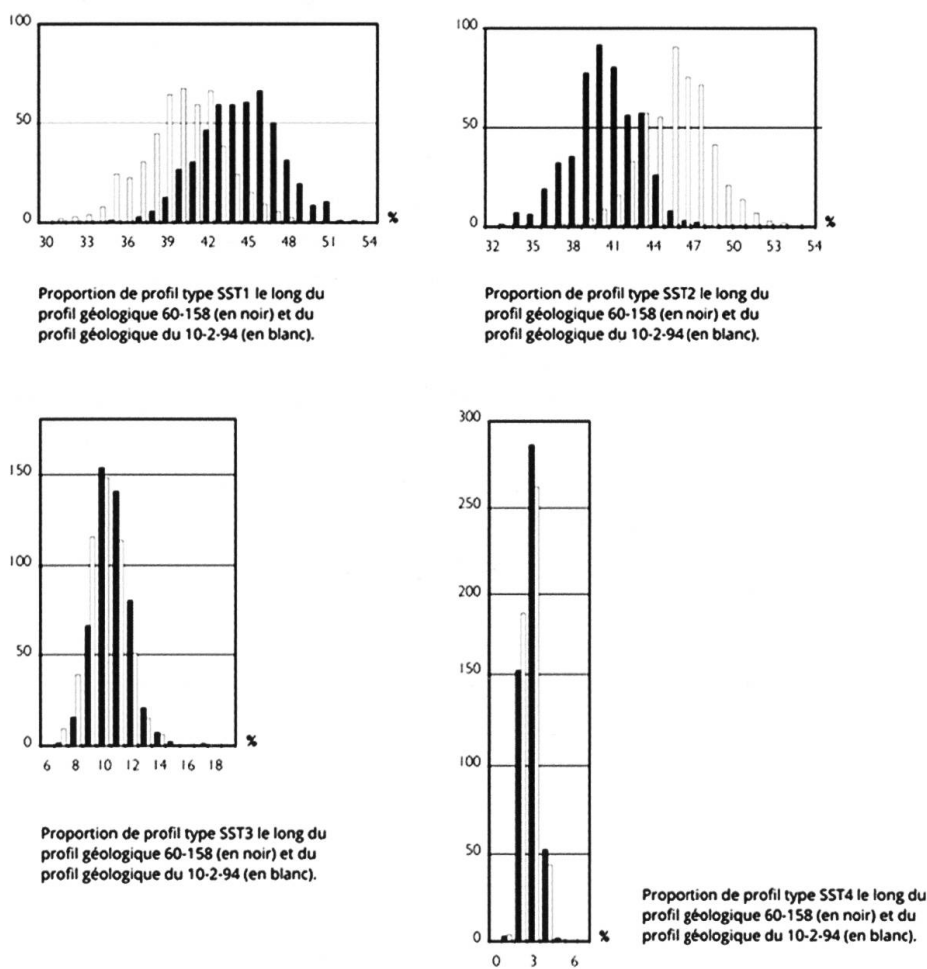 100
50
0
%
30 33 36 39 42 45 48 51 54
Proportion de profil type SST1 le long du
profil géologique 60-158 (en noir) et du
profil géologique du 10-2-94 (en blanc).
100
50
0
%
32 35 38 41 44 47 50 53 54
Proportion de profil type SST2 le long du
profil géologique 60-158 (en noir) et du
profil géologique du 10-2-94 (en blanc).
150
100
50
0
%
6 8 10 12 14 16 18
Proportion de profil type SST3 le long du
profil géologique 60-158 (en noir) et du
profil géologique du 10-2-94 (en blanc).
300
250
200
150
100
50
0
%
0 3 6
Proportion de profil type SST4 le long du
profil géologique 60-158 (en noir) et du
profil géologique du 10-2-94 (en blanc).